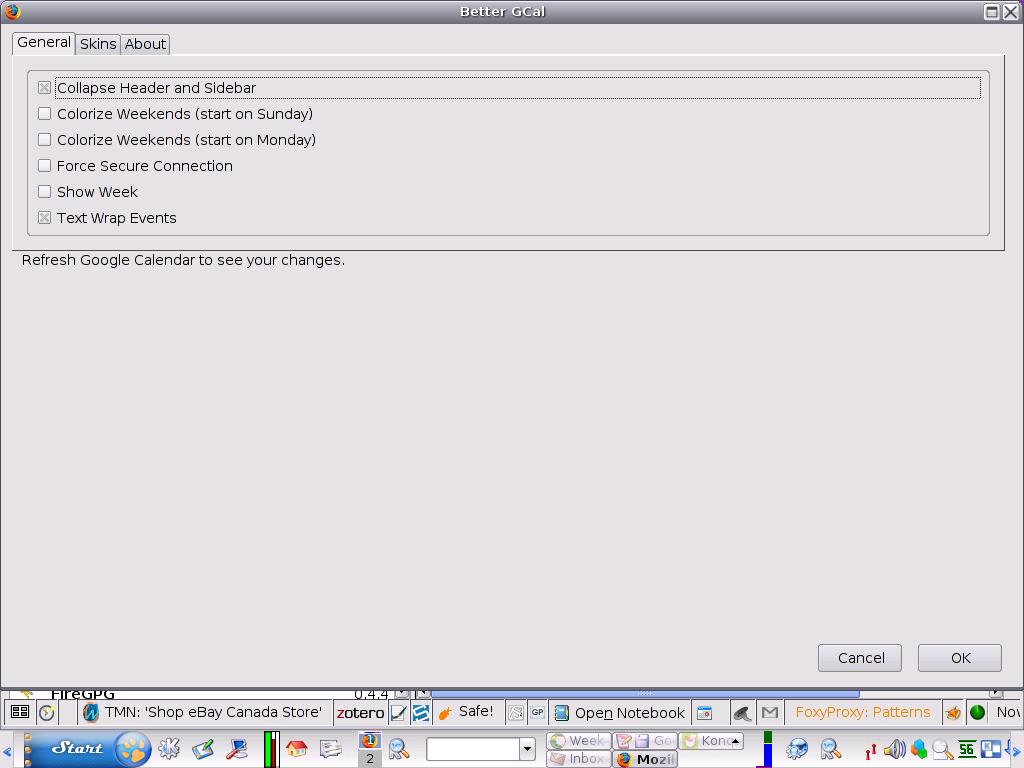 Better GCal
General Skins About
Collapse Header and Sidebar
Colorize Weekends (start on Sunday)
Colorize Weekends (start on Monday)
Force Secure Connection
Show Week
Text Wrap Events
Refresh Google Calendar to see your changes.
Cancel OK
FireGPG 0.4.4
TMN: 'Shop eBay Canada Store' zotero Safe! GP Open Notebook FoxyProxy: Patterns Nov
Start 2 Week Go Konc 56
Inbox Mozil